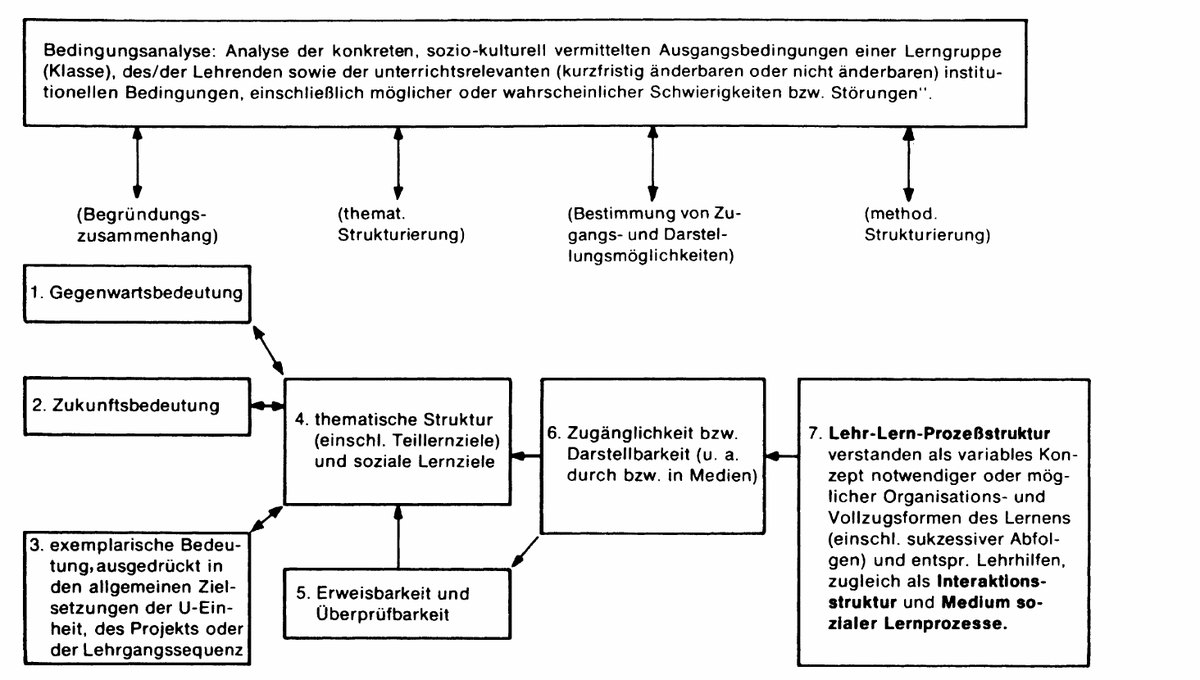 Bedingungsanalyse: Analyse der konkreten, sozio-kulturell vermittelten Ausgangsbedingungen einer Lerngruppe
(Klasse), des/der Lehrenden sowie der unterrichtsrelevanten (kurzfristig änderbaren oder nicht änderbaren) institu-
tionellen Bedingungen, einschließlich möglicher oder wahrscheinlicher Schwierigkeiten bzw. Störungen".
(Begründungs-
zusammenhang)
(themat.
Strukturierung)
(Bestimmung von Zu-
gangs- und Darstel-
lungsmöglichkeiten)
(method.
Strukturierung)
1. Gegenwartsbedeutung
2. Zukunftsbedeutung
3. exemplarische Bedeu-
tung, ausgedrückt in
den allgemeinen Ziel-
setzungen der U-Ein-
heit, des Projekts oder
der Lehrgangssequenz
4. thematische Struktur
(einschl. Teillernziele)
und soziale Lernziele
5. Erweisbarkeit und
Überprüfbarkeit
6. Zugänglichkeit bzw.
Darstellbarkeit (u. a.
durch bzw. in Medien)
7. Lehr-Lern-Prozeßstruktur
verstanden als variables Kon-
zept notwendiger oder mög-
licher Organisations- und
Vollzugsformen des Lernens
(einschl. sukzessiver Abfol-
gen) und entspr. Lehrhilfen,
zugleich als Interaktions-
struktur und Medium so-
zialer Lernprozesse.